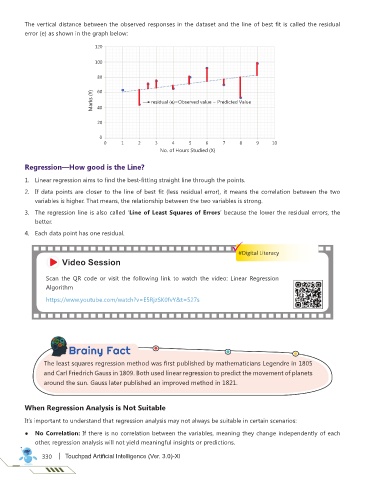 The vertical distance between the observed responses in the dataset and the line of best fit is called the residual
error (e) as shown in the graph below:
120
100
80
60
40
20
0
Marks (Y)
residual (e)=Observed value – Predicted Value
0 1 2 3 4 5 6 7 8 9 10
No. of Hours Studied (X)
Regression—How good is the Line?
1. Linear regression aims to find the best-fitting straight line through the points.
2. If data points are closer to the line of best fit (less residual error), it means the correlation between the two
variables is higher. That means, the relationship between the two variables is strong.
3. The regression line is also called 'Line of Least Squares of Errors' because the lower the residual errors, the
better.
4. Each data point has one residual.
#Digital Literacy
Video Session
Scan the QR code or visit the following link to watch the video: Linear Regression
Algorithm
Brainy Fact
The least squares regression method was first published by mathematicians Legendre in 1805
and Carl Friedrich Gauss in 1809. Both used linear regression to predict the movement of planets
around the sun. Gauss later published an improved method in 1821.
When Regression Analysis is Not Suitable
It's important to understand that regression analysis may not always be suitable in certain scenarios:
● No Correlation: If there is no correlation between the variables, meaning they change independently of each
other, regression analysis will not yield meaningful insights or predictions.
330 | Touchpad Artificial Intelligence (Ver. 3.0)-XI